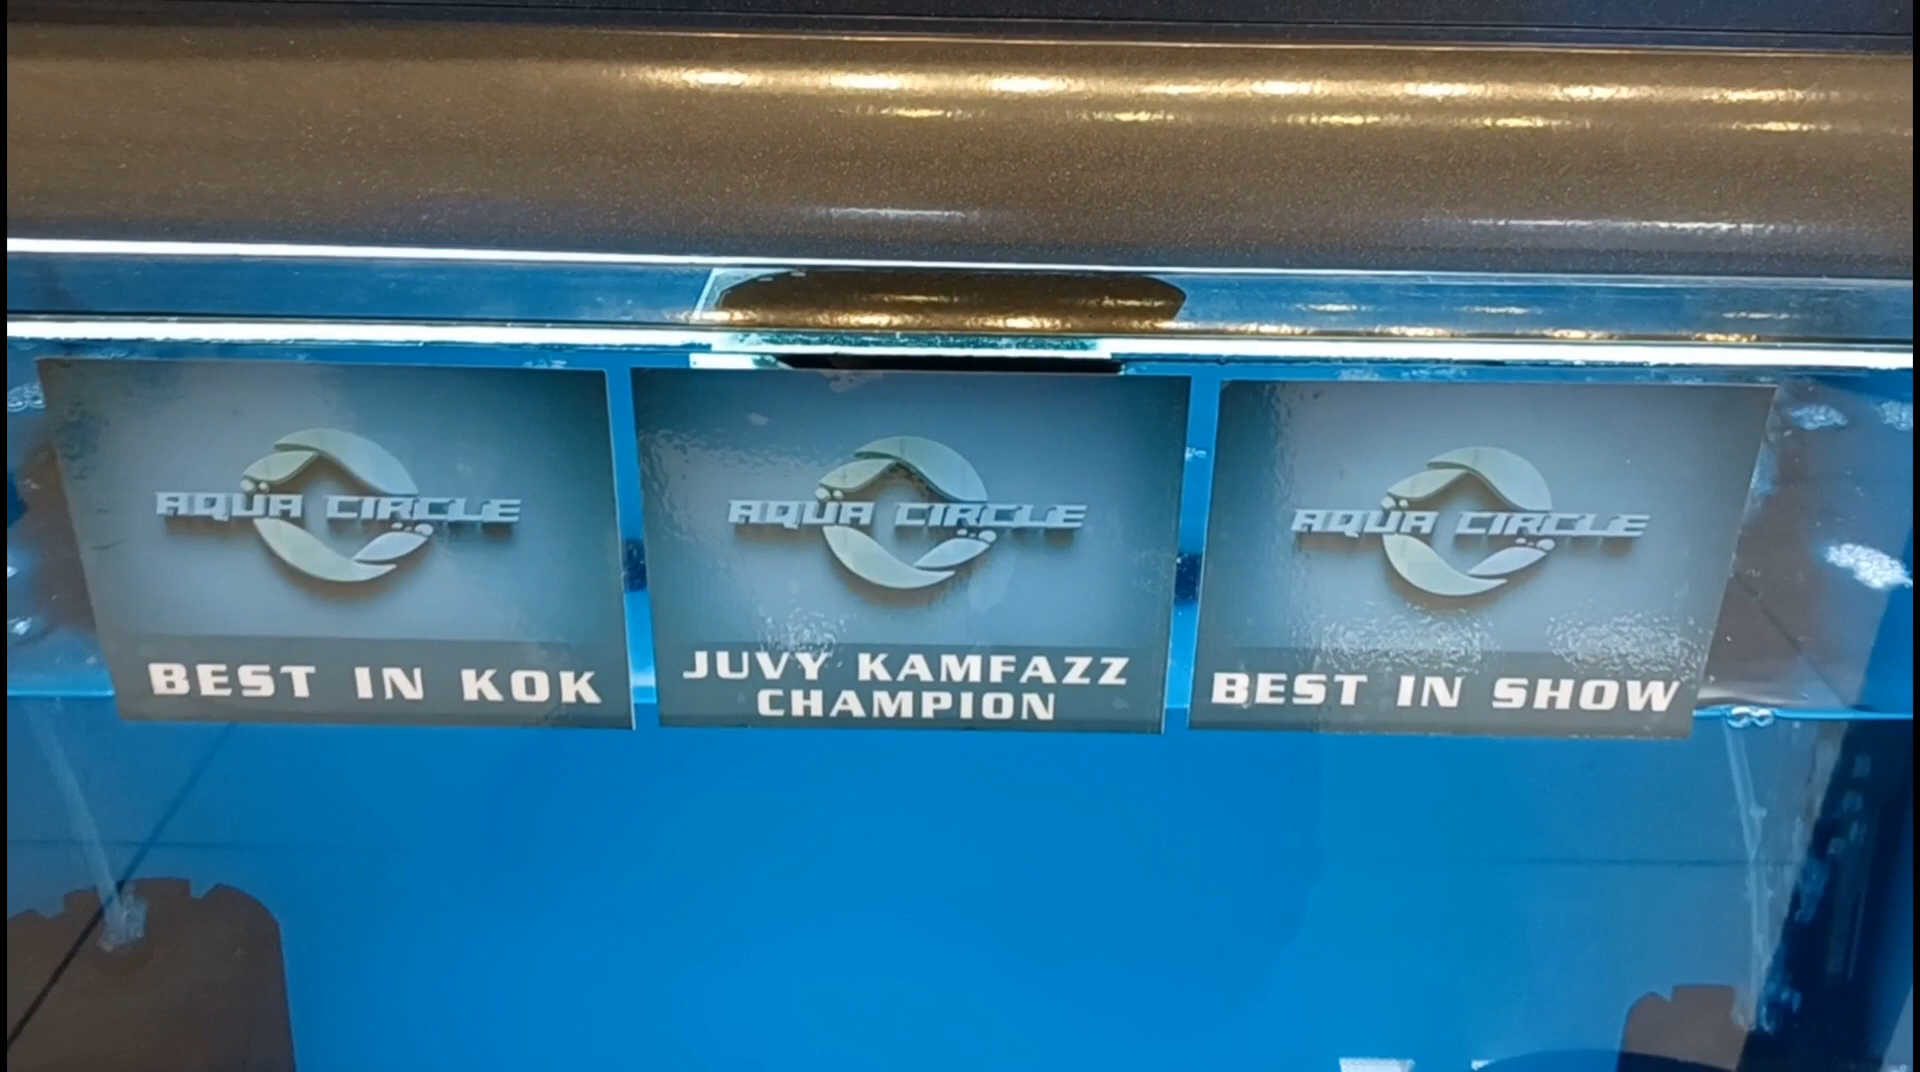 AQUA CIRCLE
BEST IN KOK
AQUA CIRCLE
JUVY KAMFAZZ
CHAMPION
AQUA CIRCLE
BEST IN SHOW